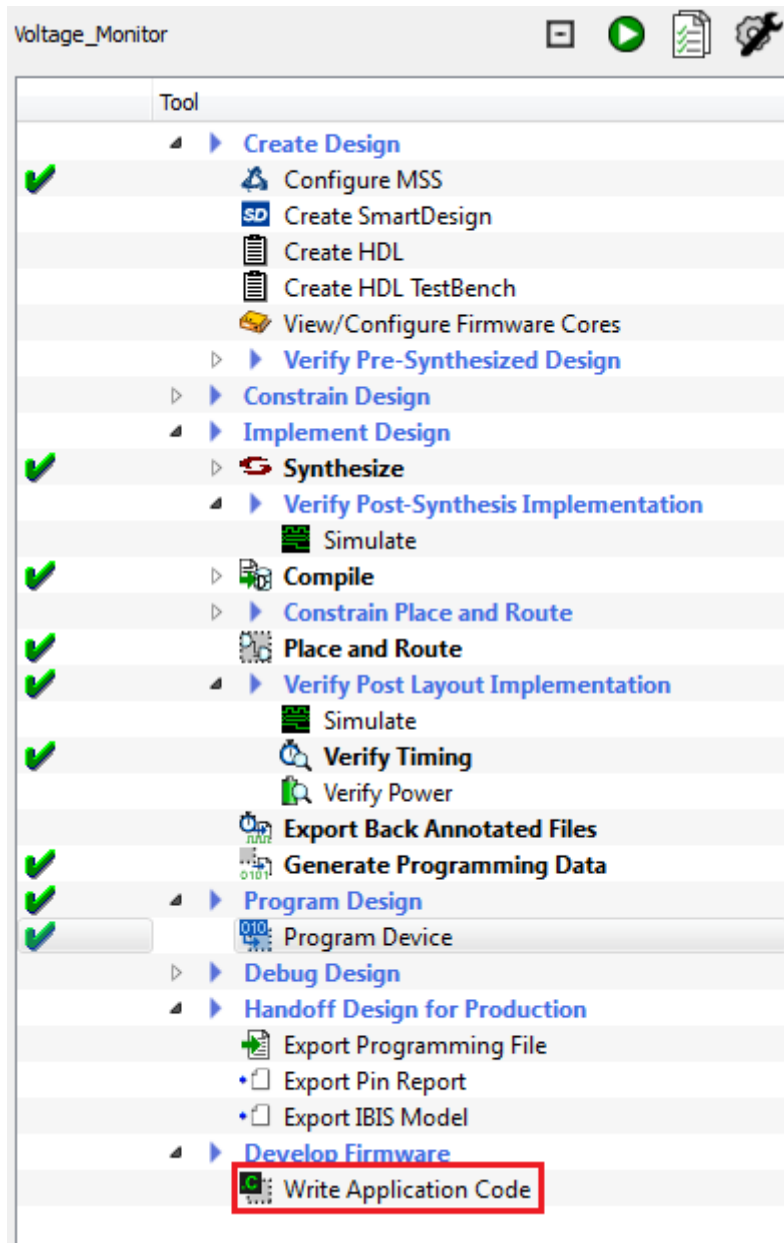 Voltage_Monitor
Tool
Create Design
Configure MSS
SD Create SmartDesign
Create HDL
Create HDL TestBench
View/Configure Firmware Cores
Verify Pre-Synthesized Design
Constrain Design
Implement Design
Synthesize
Verify Post-Synthesis Implementation
Simulate
Compile
Constrain Place and Route
Place and Route
Verify Post Layout Implementation
Simulate
Verify Timing
Verify Power
Export Back Annotated Files
0101 Generate Programming Data
Program Design
010 Program Device
Debug Design
Handoff Design for Production
Export Programming File
Export Pin Report
Export IBIS Model
Develop Firmware
.C Write Application Code